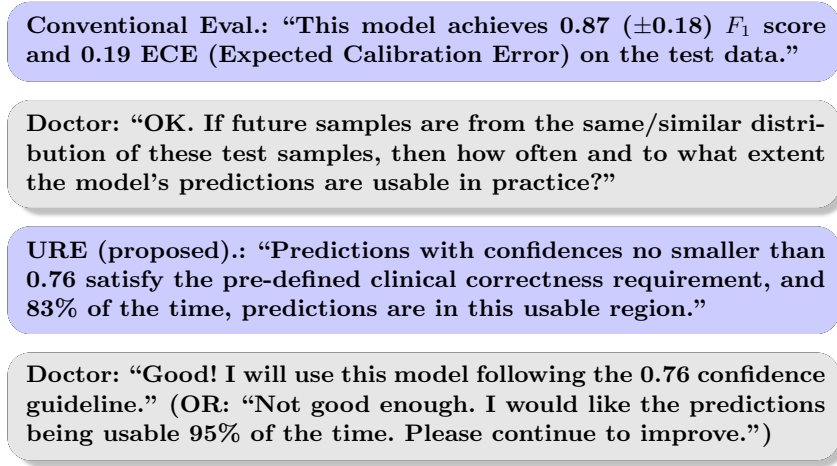 Conventional Eval.: “This model achieves 0.87 (±0.18) F₁ score
and 0.19 ECE (Expected Calibration Error) on the test data.”
Doctor: “OK. If future samples are from the same/similar distri-
bution of these test samples, then how often and to what extent
the model’s predictions are usable in practice?”
URE (proposed).: “Predictions with confidences no smaller than
0.76 satisfy the pre-defined clinical correctness requirement, and
83% of the time, predictions are in this usable region.”
Doctor: “Good! I will use this model following the 0.76 confidence
guideline.” (OR: “Not good enough. I would like the predictions
being usable 95% of the time. Please continue to improve.”)